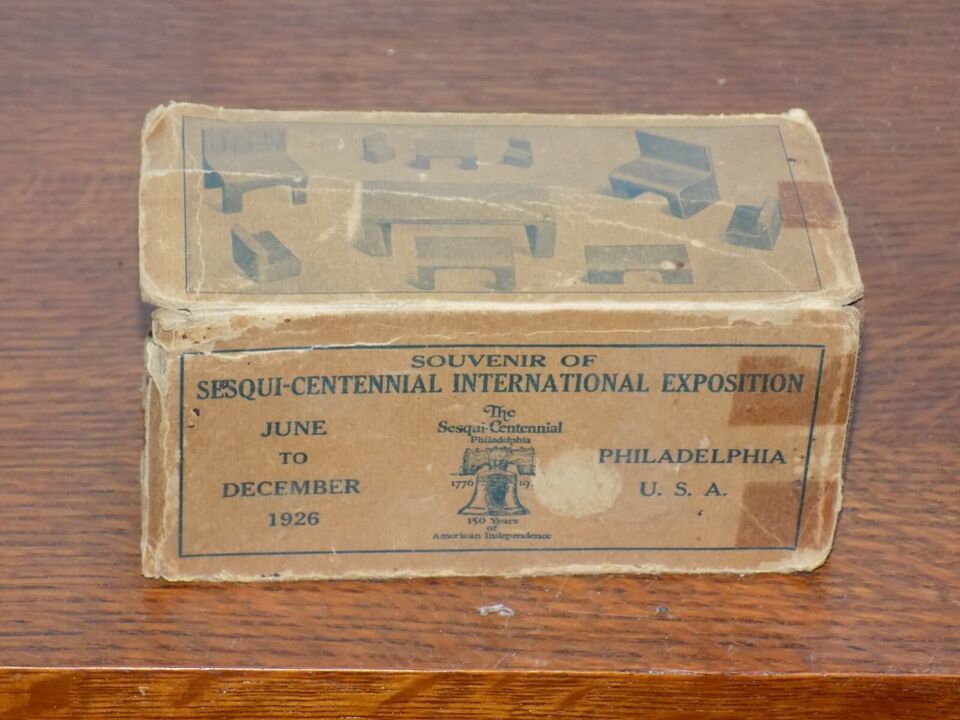 SOUVENIR OF
SESQUI-CENTENNIAL INTERNATIONAL EXPOSITION
JUNE
TO
DECEMBER
1926
The
Sesqui-Centennial
Philadelphia
1776 19
150 Years
of
American Independence
PHILADELPHIA
U. S. A.